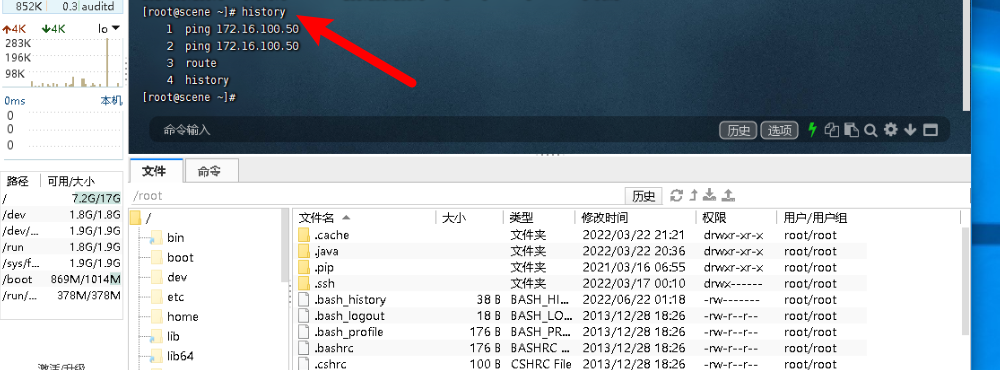 852K 0.3 auditd
4K 4K lo
283K
196K
98K
0ms 本机
0
0
0
路径 可用/大小
/ 7.2G/17G
/dev 1.8G/1.8G
/dev/... 1.9G/1.9G
/run 1.8G/1.9G
/sys/f... 1.9G/1.9G
/boot 869M/1014M
/run/... 378M/378M
激活/升级
[root@scene ~]# history
1 ping 172.16.100.50
2 ping 172.16.100.50
3 route
4 history
[root@scene ~]#
命令输入 历史 选项
文件 命令
/root 历史
/
bin
boot
dev
etc
home
lib
lib64
文件名 大小 类型 修改时间 权限 用户/用户组
.cache 文件夹 2022/03/22 21:21 drwxr-xr-x root/root
.java 文件夹 2022/03/22 20:36 drwxr-xr-x root/root
.pip 文件夹 2021/03/16 06:55 drwxr-xr-x root/root
.ssh 文件夹 2022/03/17 00:10 drwx------ root/root
.bash_history 38 B BASH_HI... 2022/06/22 01:18 -rw------- root/root
.bash_logout 18 B BASH_LO... 2013/12/28 18:26 -rw-r--r-- root/root
.bash_profile 176 B BASH_PR... 2013/12/28 18:26 -rw-r--r-- root/root
.bashrc 176 B BASHRC ... 2013/12/28 18:26 -rw-r--r-- root/root
.cshrc 100 B CSHRC File 2013/12/28 18:26 -rw-r--r-- root/root